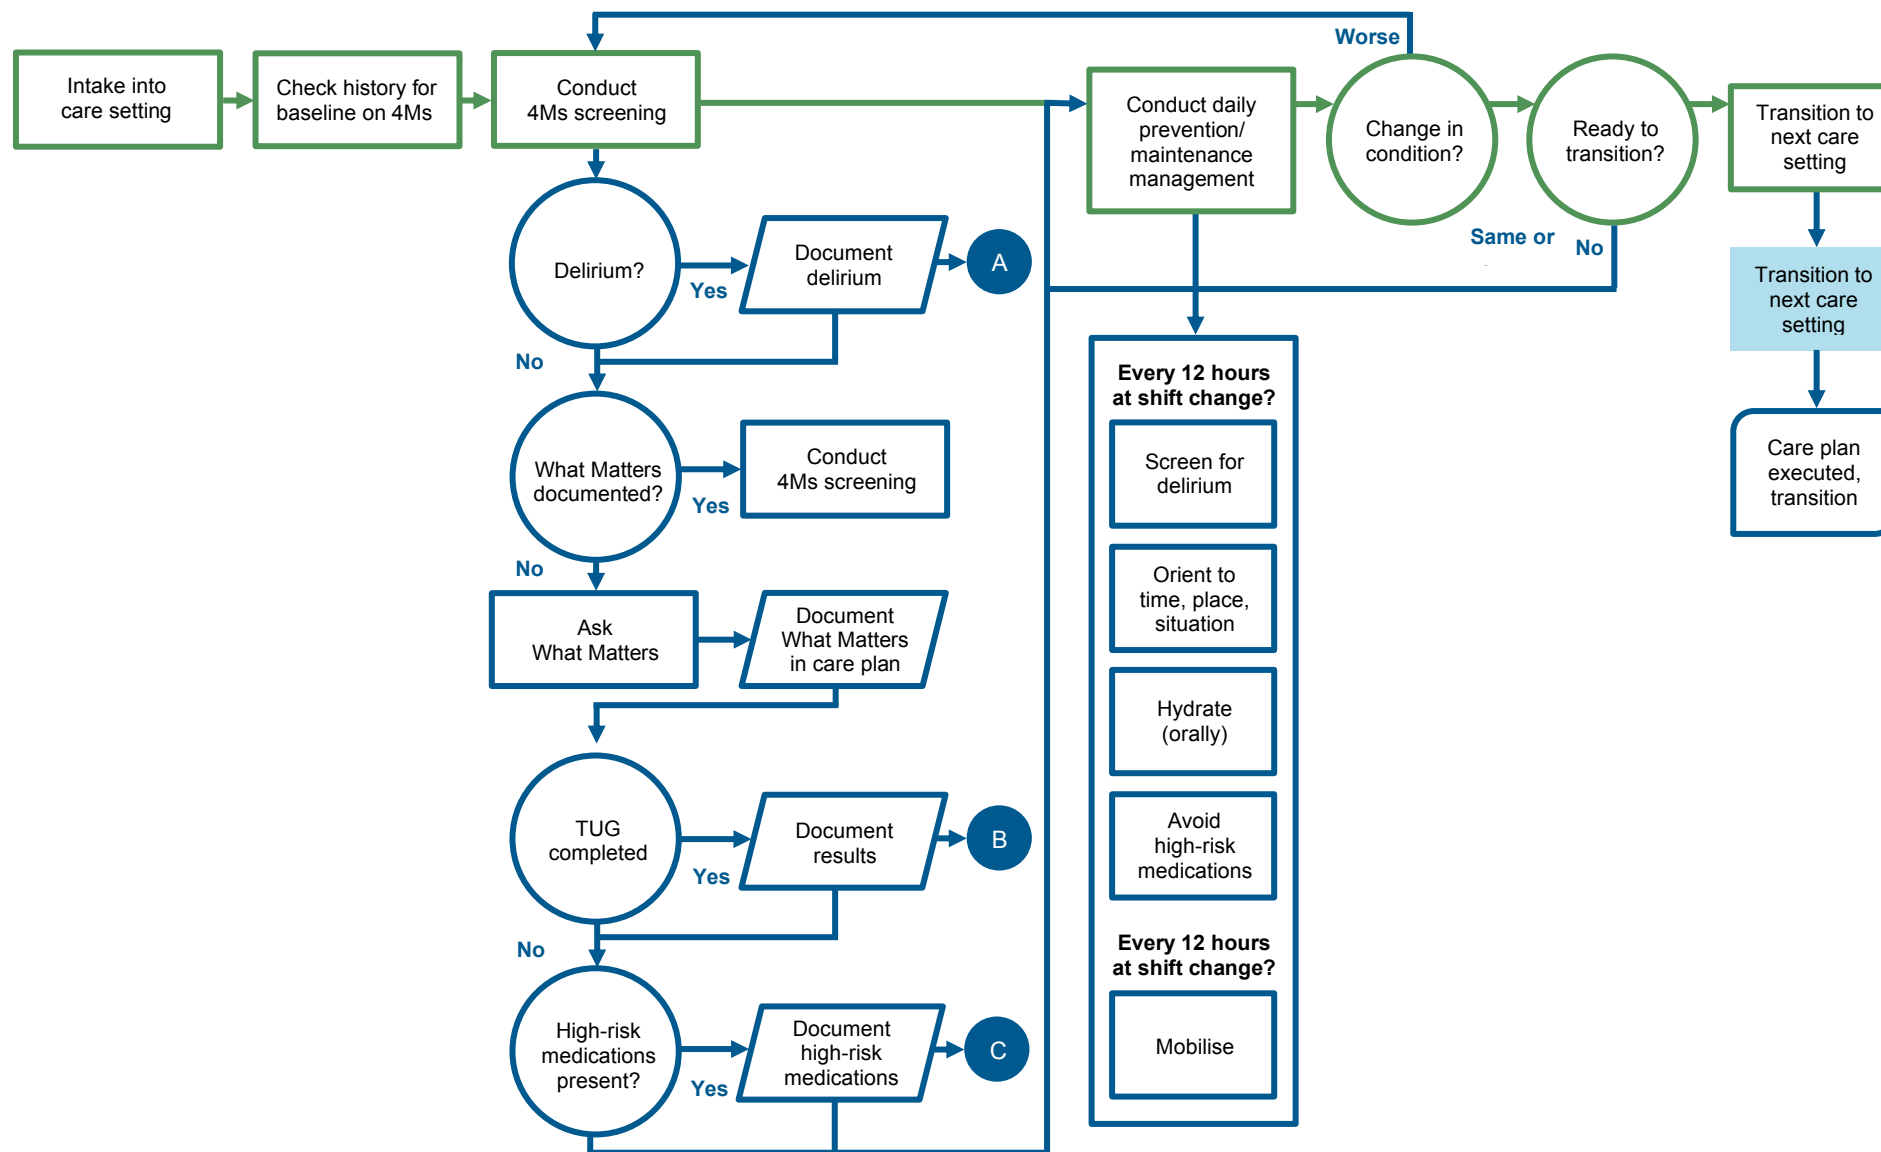 Worse
Intake into
care setting
Check history for
baseline on 4Ms
Conduct
4Ms screening
Conduct daily
prevention/
maintenance
management
Change in
condition?
Ready to
transition?
Transition to
next care
setting
Same or
No
Delirium?
Yes
Document
delirium
A
No
Transition to
next care
setting
What Matters
documented?
Yes
Conduct
4Ms screening
No
Care plan
executed,
transition
Ask
What Matters
Document
What Matters
in care plan
TUG
completed
Yes
Document
results
B
No
High-risk
medications
present?
Yes
Document
high-risk
medications
C
Every 12 hours
at shift change?
Screen for
delirium
Orient to
time, place,
situation
Hydrate
(orally)
Avoid
high-risk
medications
Every 12 hours
at shift change?
Mobilise